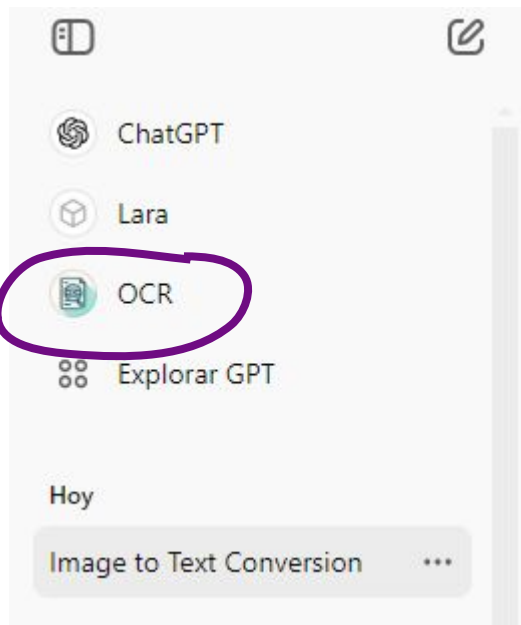 ChatGPT
Lara
OCR
Explorar GPT
Hoy
Image to Text Conversion